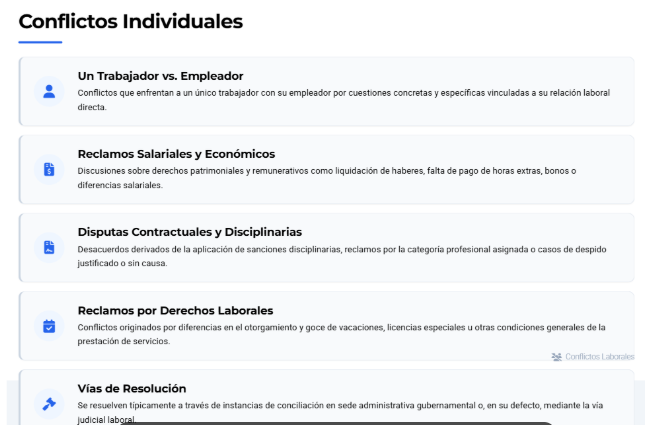 Conflictos Individuales
Un Trabajador vs. Empleador
Conflictos que enfrentan a un único trabajador con su empleador por cuestiones concretas y específicas vinculadas a su relación laboral
directa.
Reclamos Salariales y Económicos
Discusiones sobre derechos patrimoniales y remunerativos como liquidación de haberes, falta de pago de horas extras, bonos o
diferencias salariales.
Disputas Contractuales y Disciplinarias
Desacuerdos derivados de la aplicación de sanciones disciplinarias, reclamos por la categoría profesional asignada o casos de despido
justificado o sin causa.
Reclamos por Derechos Laborales
Conflictos originados por diferencias en el otorgamiento y goce de vacaciones, licencias especiales u otras condiciones generales de la
prestación de servicios.
Conflictos Laborales
Vías de Resolución
Se resuelven típicamente a través de instancias de conciliación en sede administrativa gubernamental o, en su defecto, mediante la vía
judicial laboral.